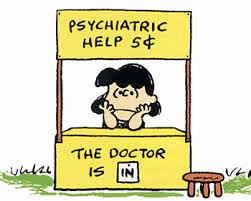 PSYCHIATRIC
HELP 5¢
THE DOCTOR
IS IN